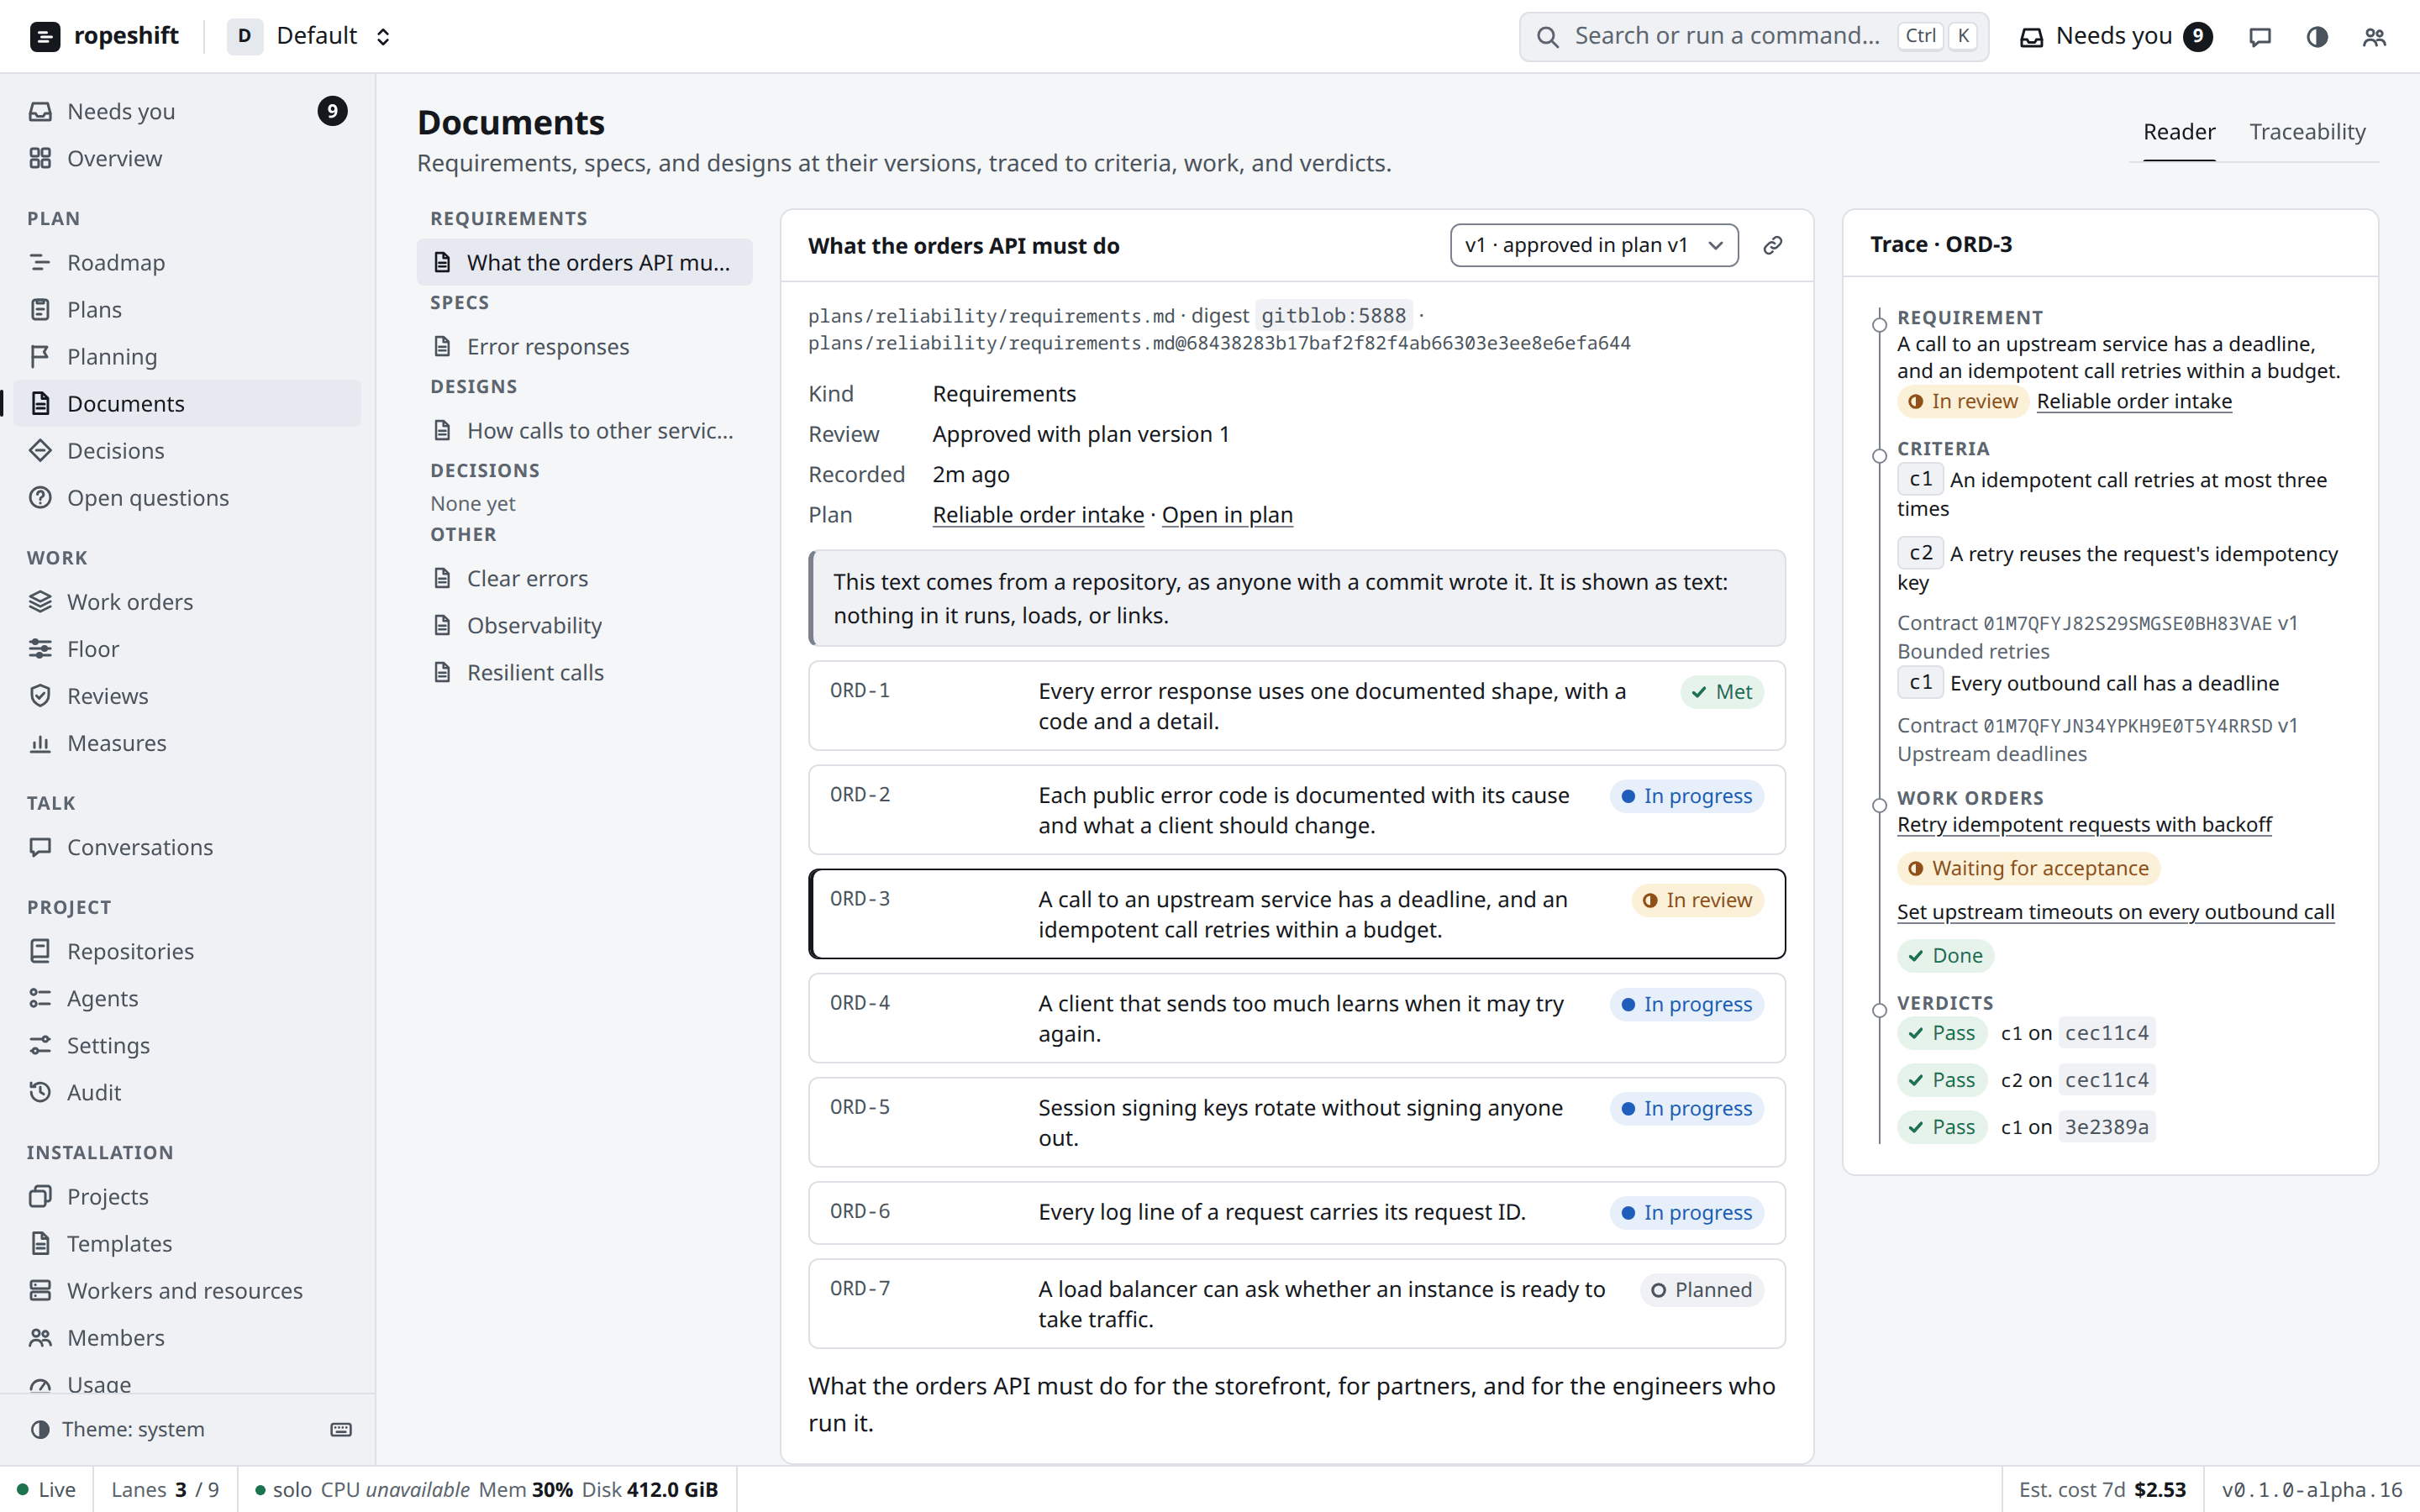 ropeshift
D Default
Search or run a command... Ctrl K
Needs you 9
Needs you 9
Overview
PLAN
Roadmap
Plans
Planning
Documents
Decisions
Open questions
WORK
Work orders
Floor
Reviews
Measures
TALK
Conversations
PROJECT
Repositories
Agents
Settings
Audit
INSTALLATION
Projects
Templates
Workers and resources
Members
Usage
Theme: system
Documents
Requirements, specs, and designs at their versions, traced to criteria, work, and verdicts.
Reader Traceability
REQUIREMENTS
What the orders API mu...
SPECS
Error responses
DESIGNS
How calls to other servic...
DECISIONS
None yet
OTHER
Clear errors
Observability
Resilient calls
What the orders API must do
v1 · approved in plan v1
plans/reliability/requirements.md · digest gitblob:5888 ·
plans/reliability/requirements.md@68438283b17baf2f82f4ab66303e3ee8e6efa644
Kind Requirements
Review Approved with plan version 1
Recorded 2m ago
Plan Reliable order intake · Open in plan
This text comes from a repository, as anyone with a commit wrote it. It is shown as text:
nothing in it runs, loads, or links.
ORD-1 Every error response uses one documented shape, with a Met
code and a detail.
ORD-2 Each public error code is documented with its cause In progress
and what a client should change.
ORD-3 A call to an upstream service has a deadline, and an In review
idempotent call retries within a budget.
ORD-4 A client that sends too much learns when it may try In progress
again.
ORD-5 Session signing keys rotate without signing anyone In progress
out.
ORD-6 Every log line of a request carries its request ID. In progress
ORD-7 A load balancer can ask whether an instance is ready to Planned
take traffic.
What the orders API must do for the storefront, for partners, and for the engineers who
run it.
Trace · ORD-3
REQUIREMENT
A call to an upstream service has a deadline,
and an idempotent call retries within a budget.
In review Reliable order intake
CRITERIA
c1 An idempotent call retries at most three
times
c2 A retry reuses the request's idempotency
key
Contract 01M7QFYJ82S29SMGSE0BH83VAE v1
Bounded retries
c1 Every outbound call has a deadline
Contract 01M7QFYJN34YPKH9E0T5Y4RRSD v1
Upstream deadlines
WORK ORDERS
Retry idempotent requests with backoff
Waiting for acceptance
Set upstream timeouts on every outbound call
Done
VERDICTS
Pass c1 on cec11c4
Pass c2 on cec11c4
Pass c1 on 3e2389a
Live
Lanes 3 / 9
solo CPU unavailable Mem 30% Disk 412.0 GiB
Est. cost 7d $2.53
v0.1.0-alpha.16